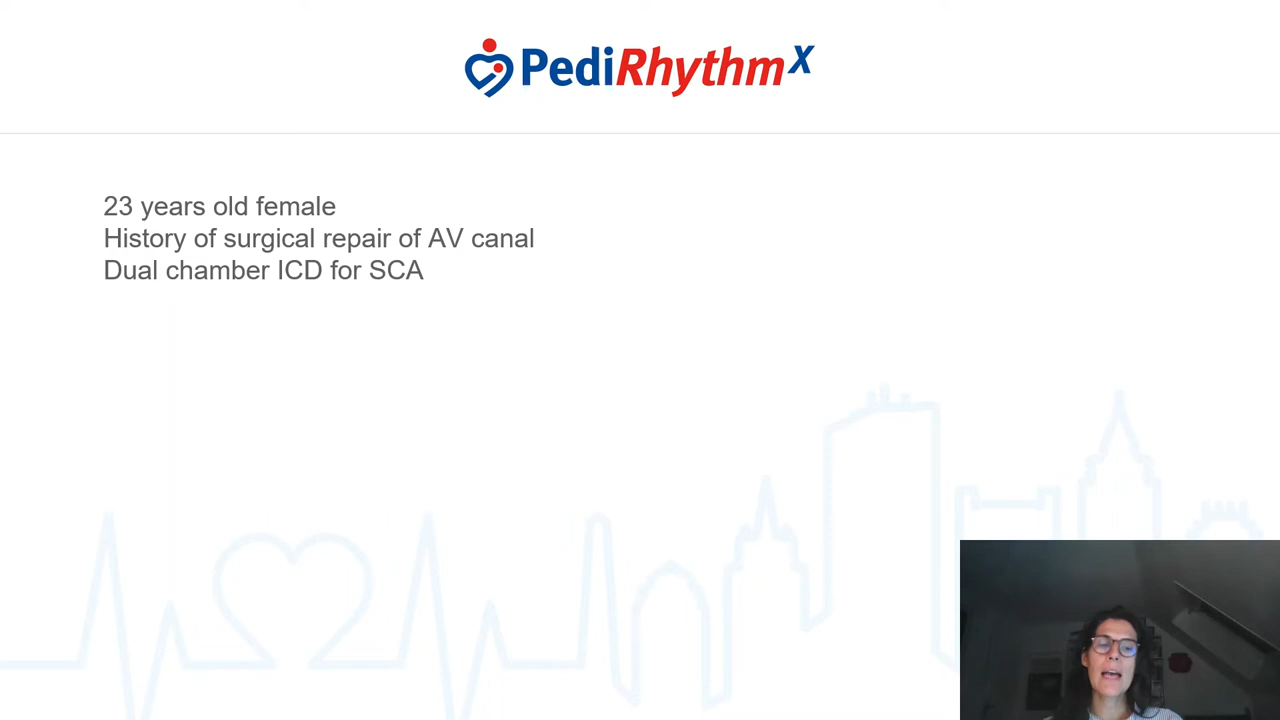 PediRhythmX
23 years old female
History of surgical repair of AV canal
Dual chamber ICD for SCA